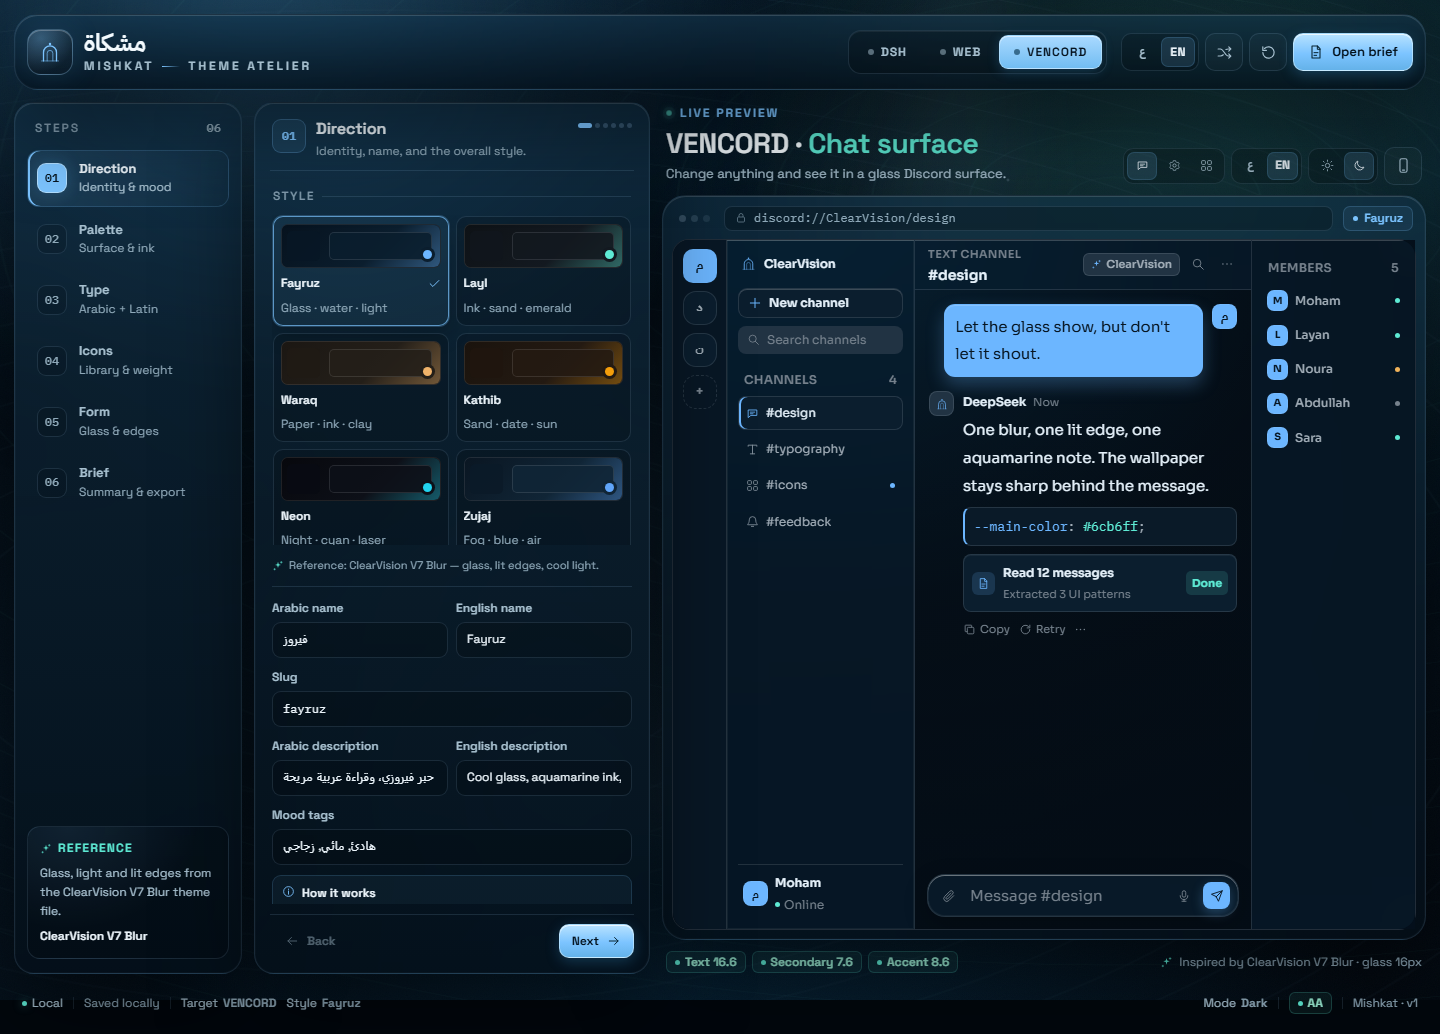 مشكاة
MISHKAT — THEME ATELIER
DSH
WEB
VENCORD
ع
EN
Open brief
STEPS
06
01
Direction
Identity & mood
02
Palette
Surface & ink
03
Type
Arabic + Latin
04
Icons
Library & weight
05
Form
Glass & edges
06
Brief
Summary & export
REFERENCE
Glass, light and lit edges from
the ClearVision V7 Blur theme
file.
ClearVision V7 Blur
01
Direction
Identity, name, and the overall style.
STYLE
Fayruz
Glass · water · light
Layl
Ink · sand · emerald
Waraq
Paper · ink · clay
Kathib
Sand · date · sun
Neon
Night · cyan · laser
Zujaj
Fog · blue · air
Reference: ClearVision V7 Blur — glass, lit edges, cool light.
Arabic name
English name
فيروز
Fayruz
Slug
fayruz
Arabic description
English description
حبر فيروزي، وقراءة عربية مريحة
Cool glass, aquamarine ink,
Mood tags
هادئ, مائي, زجاجي
How it works
Back
Next
LIVE PREVIEW
VENCORD · Chat surface
Change anything and see it in a glass Discord surface.
ع
EN
discord://ClearVision/design
Fayruz
م
د
ن
+
ClearVision
New channel
Search channels
CHANNELS
4
#design
#typography
#icons
#feedback
م
Moham
Online
TEXT CHANNEL
#design
ClearVision
Let the glass show, but don't
let it shout.
م
DeepSeek Now
One blur, one lit edge, one
aquamarine note. The wallpaper
stays sharp behind the message.
--main-color: #6cb6ff;
Read 12 messages
Extracted 3 UI patterns
Done
Copy
Retry
Message #design
MEMBERS
5
M
Moham
L
Layan
N
Noura
A
Abdullah
S
Sara
Text 16.6
Secondary 7.6
Accent 8.6
Inspired by ClearVision V7 Blur · glass 16px
Local
Saved locally
Target VENCORD
Style Fayruz
Mode Dark
AA
Mishkat · v1